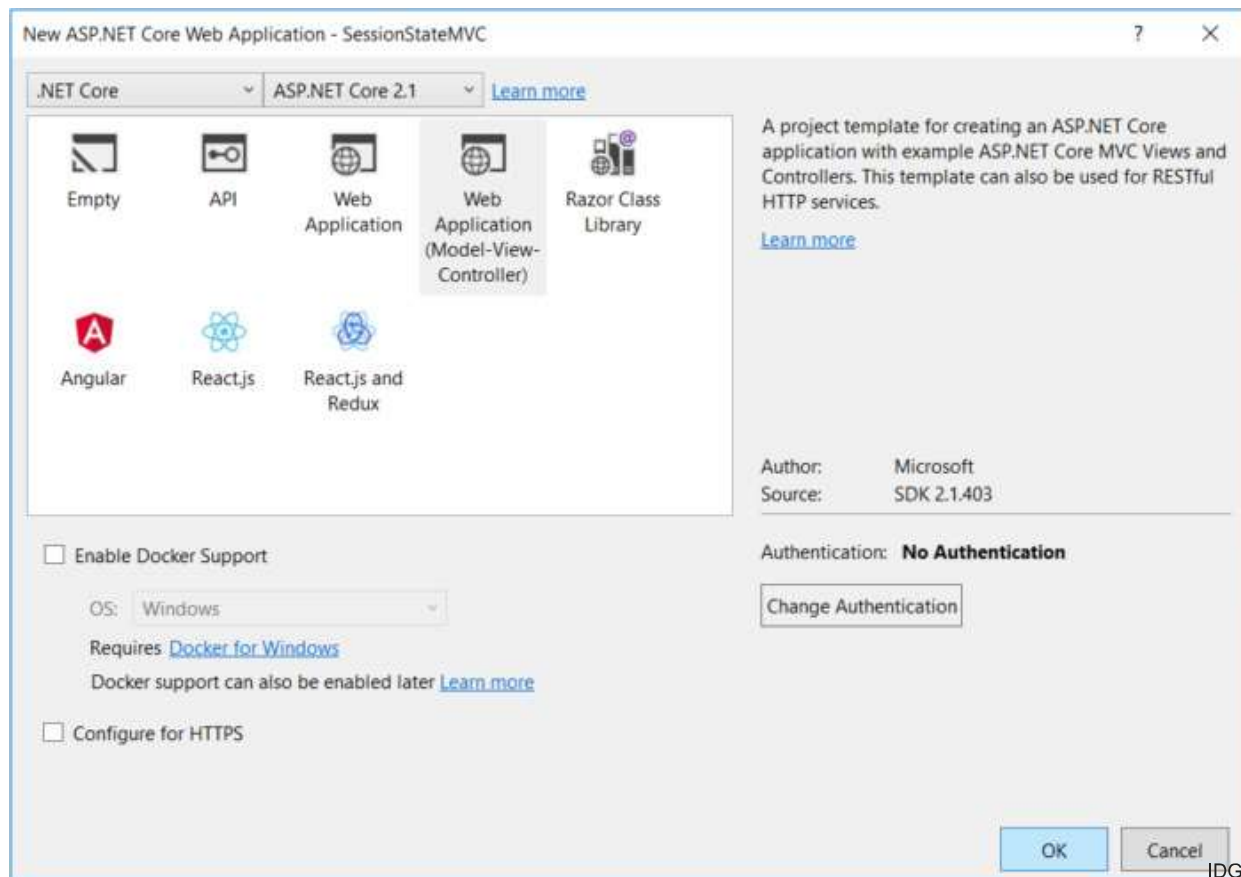 New ASP.NET Core Web Application - SessionStateMVC
?
.NET Core
ASP.NET Core 2.1
Learn more
Empty
API
Web
Application
Web
Application
(Model-View-
Controller)
Razor Class
Library
Angular
React.js
React.js and
Redux
A project template for creating an ASP.NET Core
application with example ASP.NET Core MVC Views and
Controllers. This template can also be used for RESTful
HTTP services.
Learn more
Author: Microsoft
Source: SDK 2.1.403
Enable Docker Support
OS: Windows
Requires Docker for Windows
Docker support can also be enabled later Learn more
Configure for HTTPS
Authentication: No Authentication
Change Authentication
OK
Cancel
IDG